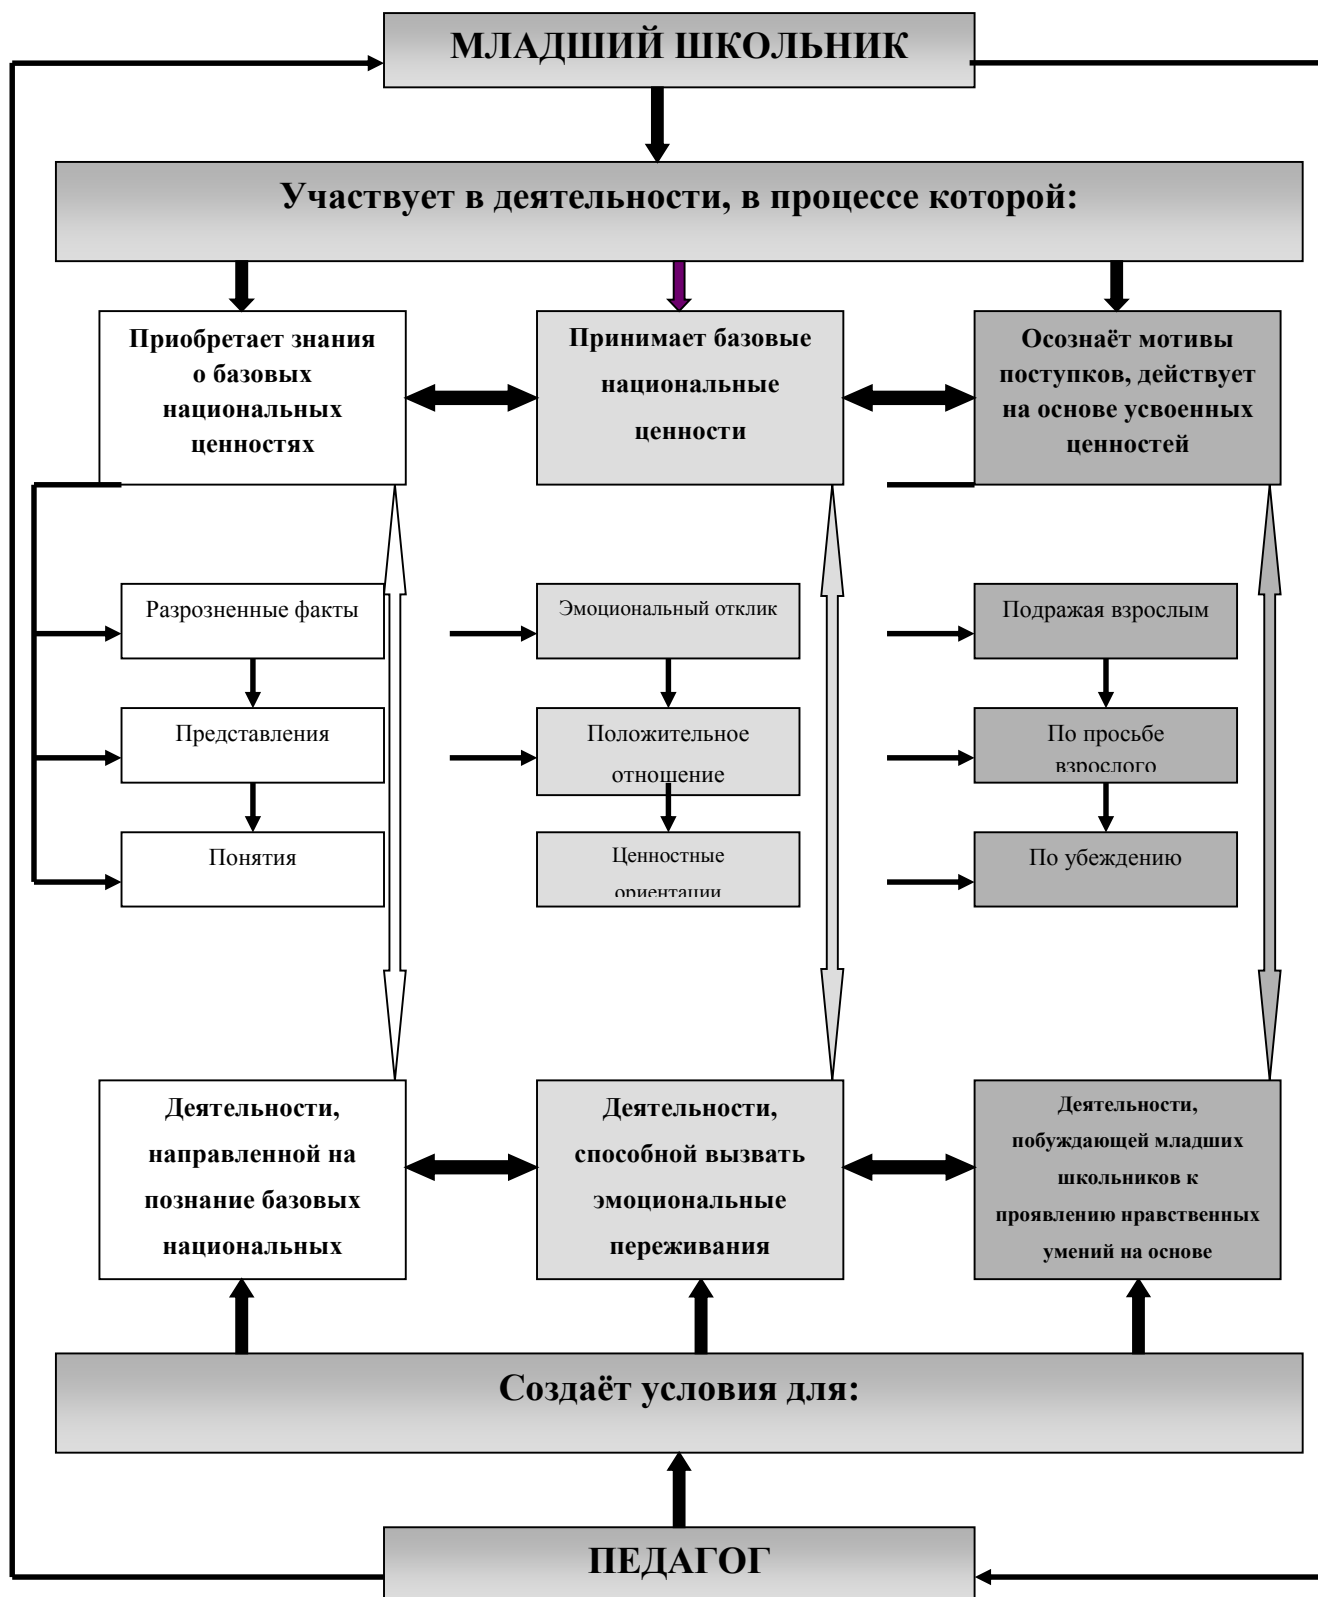 МЛАДШИЙ ШКОЛЬНИК
Участвует в деятельности, в процессе которой:
Приобретает знания
о базовых
национальных
ценностях
Принимает базовые
национальные
ценности
Осознаёт мотивы
поступков, действует
на основе усвоенных
ценностей
Разрозненные факты
Эмоциональный отклик
Подражая взрослым
Представления
Положительное
отношение
По просьбе
взрослого
Понятия
Ценностные
ориентации
По убеждению
Деятельности,
направленной на
познание базовых
национальных
Деятельности,
способной вызвать
эмоциональные
переживания
Деятельности,
побуждающей младших
школьников к
проявлению нравственных
умений на основе
Создаёт условия для:
ПЕДАГОГ